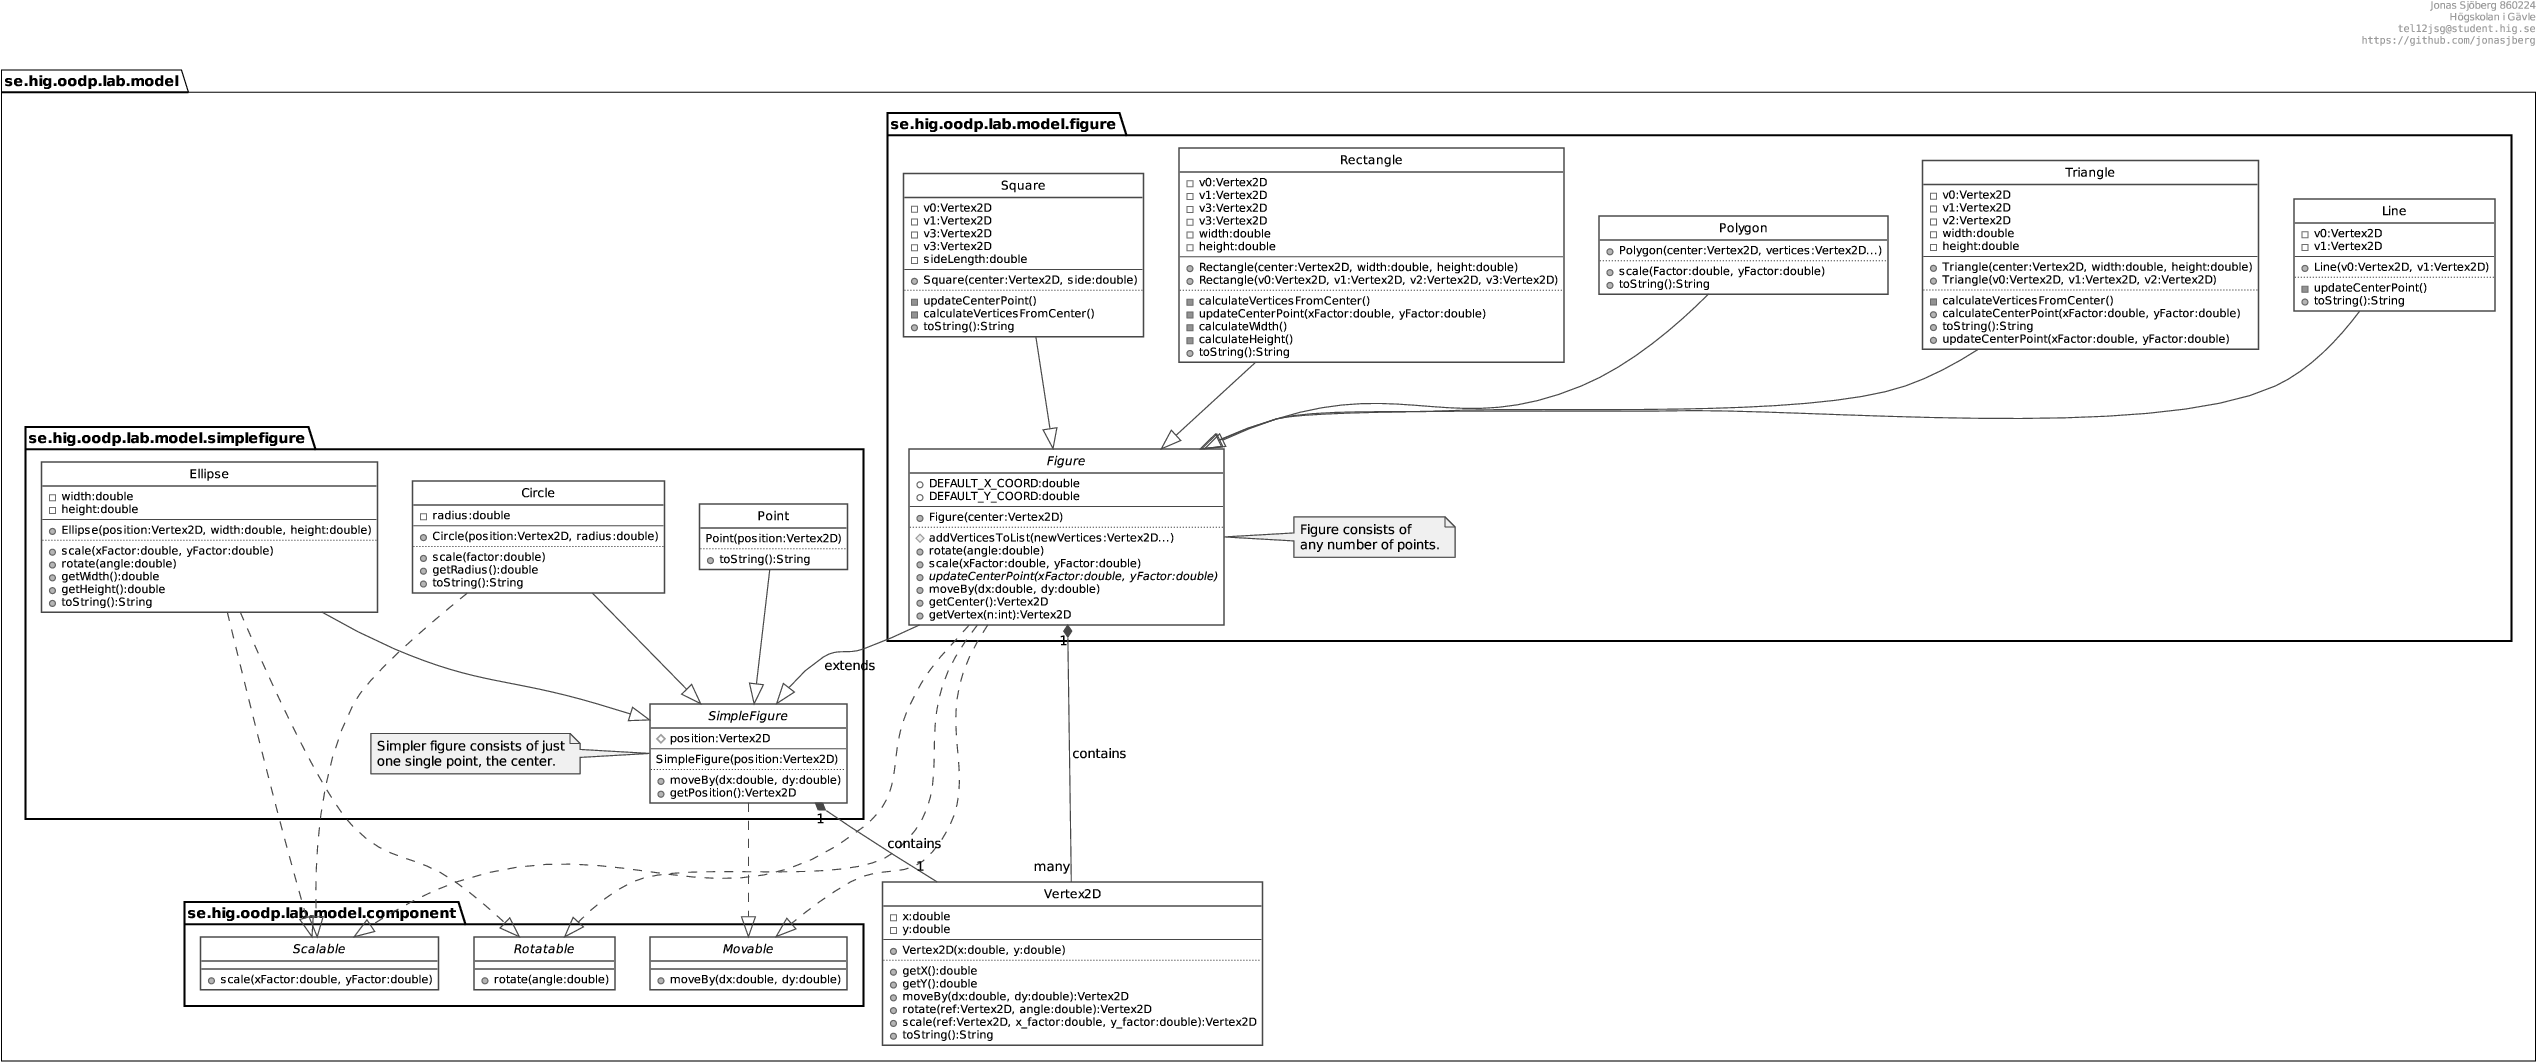 Jonas Sjöberg 860224
Högskolan i Gävle
tel12jsg@student.hig.se
https://github.com/jonasjberg
se.hig.oodp.lab.model
se.hig.oodp.lab.model.figure
Square
v0:Vertex2D
v1:Vertex2D
v3:Vertex2D
v3:Vertex2D
sideLength:double
Square(center:Vertex2D, side:double)
updateCenterPoint()
calculateVerticesFromCenter()
toString():String
Rectangle
v0:Vertex2D
v1:Vertex2D
v3:Vertex2D
v3:Vertex2D
width:double
height:double
Rectangle(center:Vertex2D, width:double, height:double)
Rectangle(v0:Vertex2D, v1:Vertex2D, v2:Vertex2D, v3:Vertex2D)
calculateVerticesFromCenter()
updateCenterPoint(xFactor:double, yFactor:double)
calculateWidth()
calculateHeight()
toString():String
Polygon
Polygon(center:Vertex2D, vertices:Vertex2D...)
scale(Factor:double, yFactor:double)
toString():String
Triangle
v0:Vertex2D
v1:Vertex2D
v2:Vertex2D
width:double
height:double
Triangle(center:Vertex2D, width:double, height:double)
Triangle(v0:Vertex2D, v1:Vertex2D, v2:Vertex2D)
calculateVerticesFromCenter()
calculateCenterPoint(xFactor:double, yFactor:double)
toString():String
updateCenterPoint(xFactor:double, yFactor:double)
Line
v0:Vertex2D
v1:Vertex2D
Line(v0:Vertex2D, v1:Vertex2D)
updateCenterPoint()
toString():String
se.hig.oodp.lab.model.simplefigure
Ellipse
width:double
height:double
Ellipse(position:Vertex2D, width:double, height:double)
scale(xFactor:double, yFactor:double)
rotate(angle:double)
getWidth():double
getHeight():double
toString():String
Circle
radius:double
Circle(position:Vertex2D, radius:double)
scale(factor:double)
getRadius():double
toString():String
Point
Point(position:Vertex2D)
toString():String
Figure
DEFAULT_X_COORD:double
DEFAULT_Y_COORD:double
Figure(center:Vertex2D)
addVerticesToList(newVertices:Vertex2D...)
rotate(angle:double)
scale(xFactor:double, yFactor:double)
updateCenterPoint(xFactor:double, yFactor:double)
moveBy(dx:double, dy:double)
getCenter():Vertex2D
getVertex(n:int):Vertex2D
Figure consists of
any number of points.
1
extends
SimpleFigure
position:Vertex2D
SimpleFigure(position:Vertex2D)
moveBy(dx:double, dy:double)
getPosition():Vertex2D
Simpler figure consists of just
one single point, the center.
contains
1
contains
1
many
se.hig.oodp.lab.model.component
Scalable
scale(xFactor:double, yFactor:double)
Rotatable
rotate(angle:double)
Movable
moveBy(dx:double, dy:double)
Vertex2D
x:double
y:double
Vertex2D(x:double, y:double)
getX():double
getY():double
moveBy(dx:double, dy:double):Vertex2D
rotate(ref:Vertex2D, angle:double):Vertex2D
scale(ref:Vertex2D, x_factor:double, y_factor:double):Vertex2D
toString():String